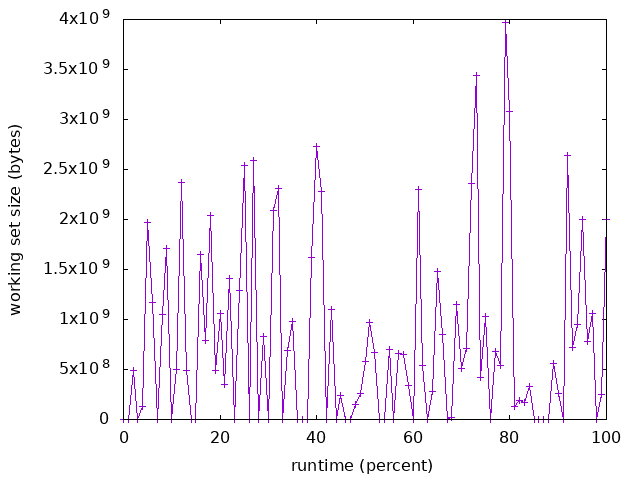 4x10^9
3.5x10^9
3x10^9
2.5x10^9
2x10^9
1.5x10^9
1x10^9
5x10^8
0
0 20 40 60 80 100
working set size (bytes)
runtime (percent)